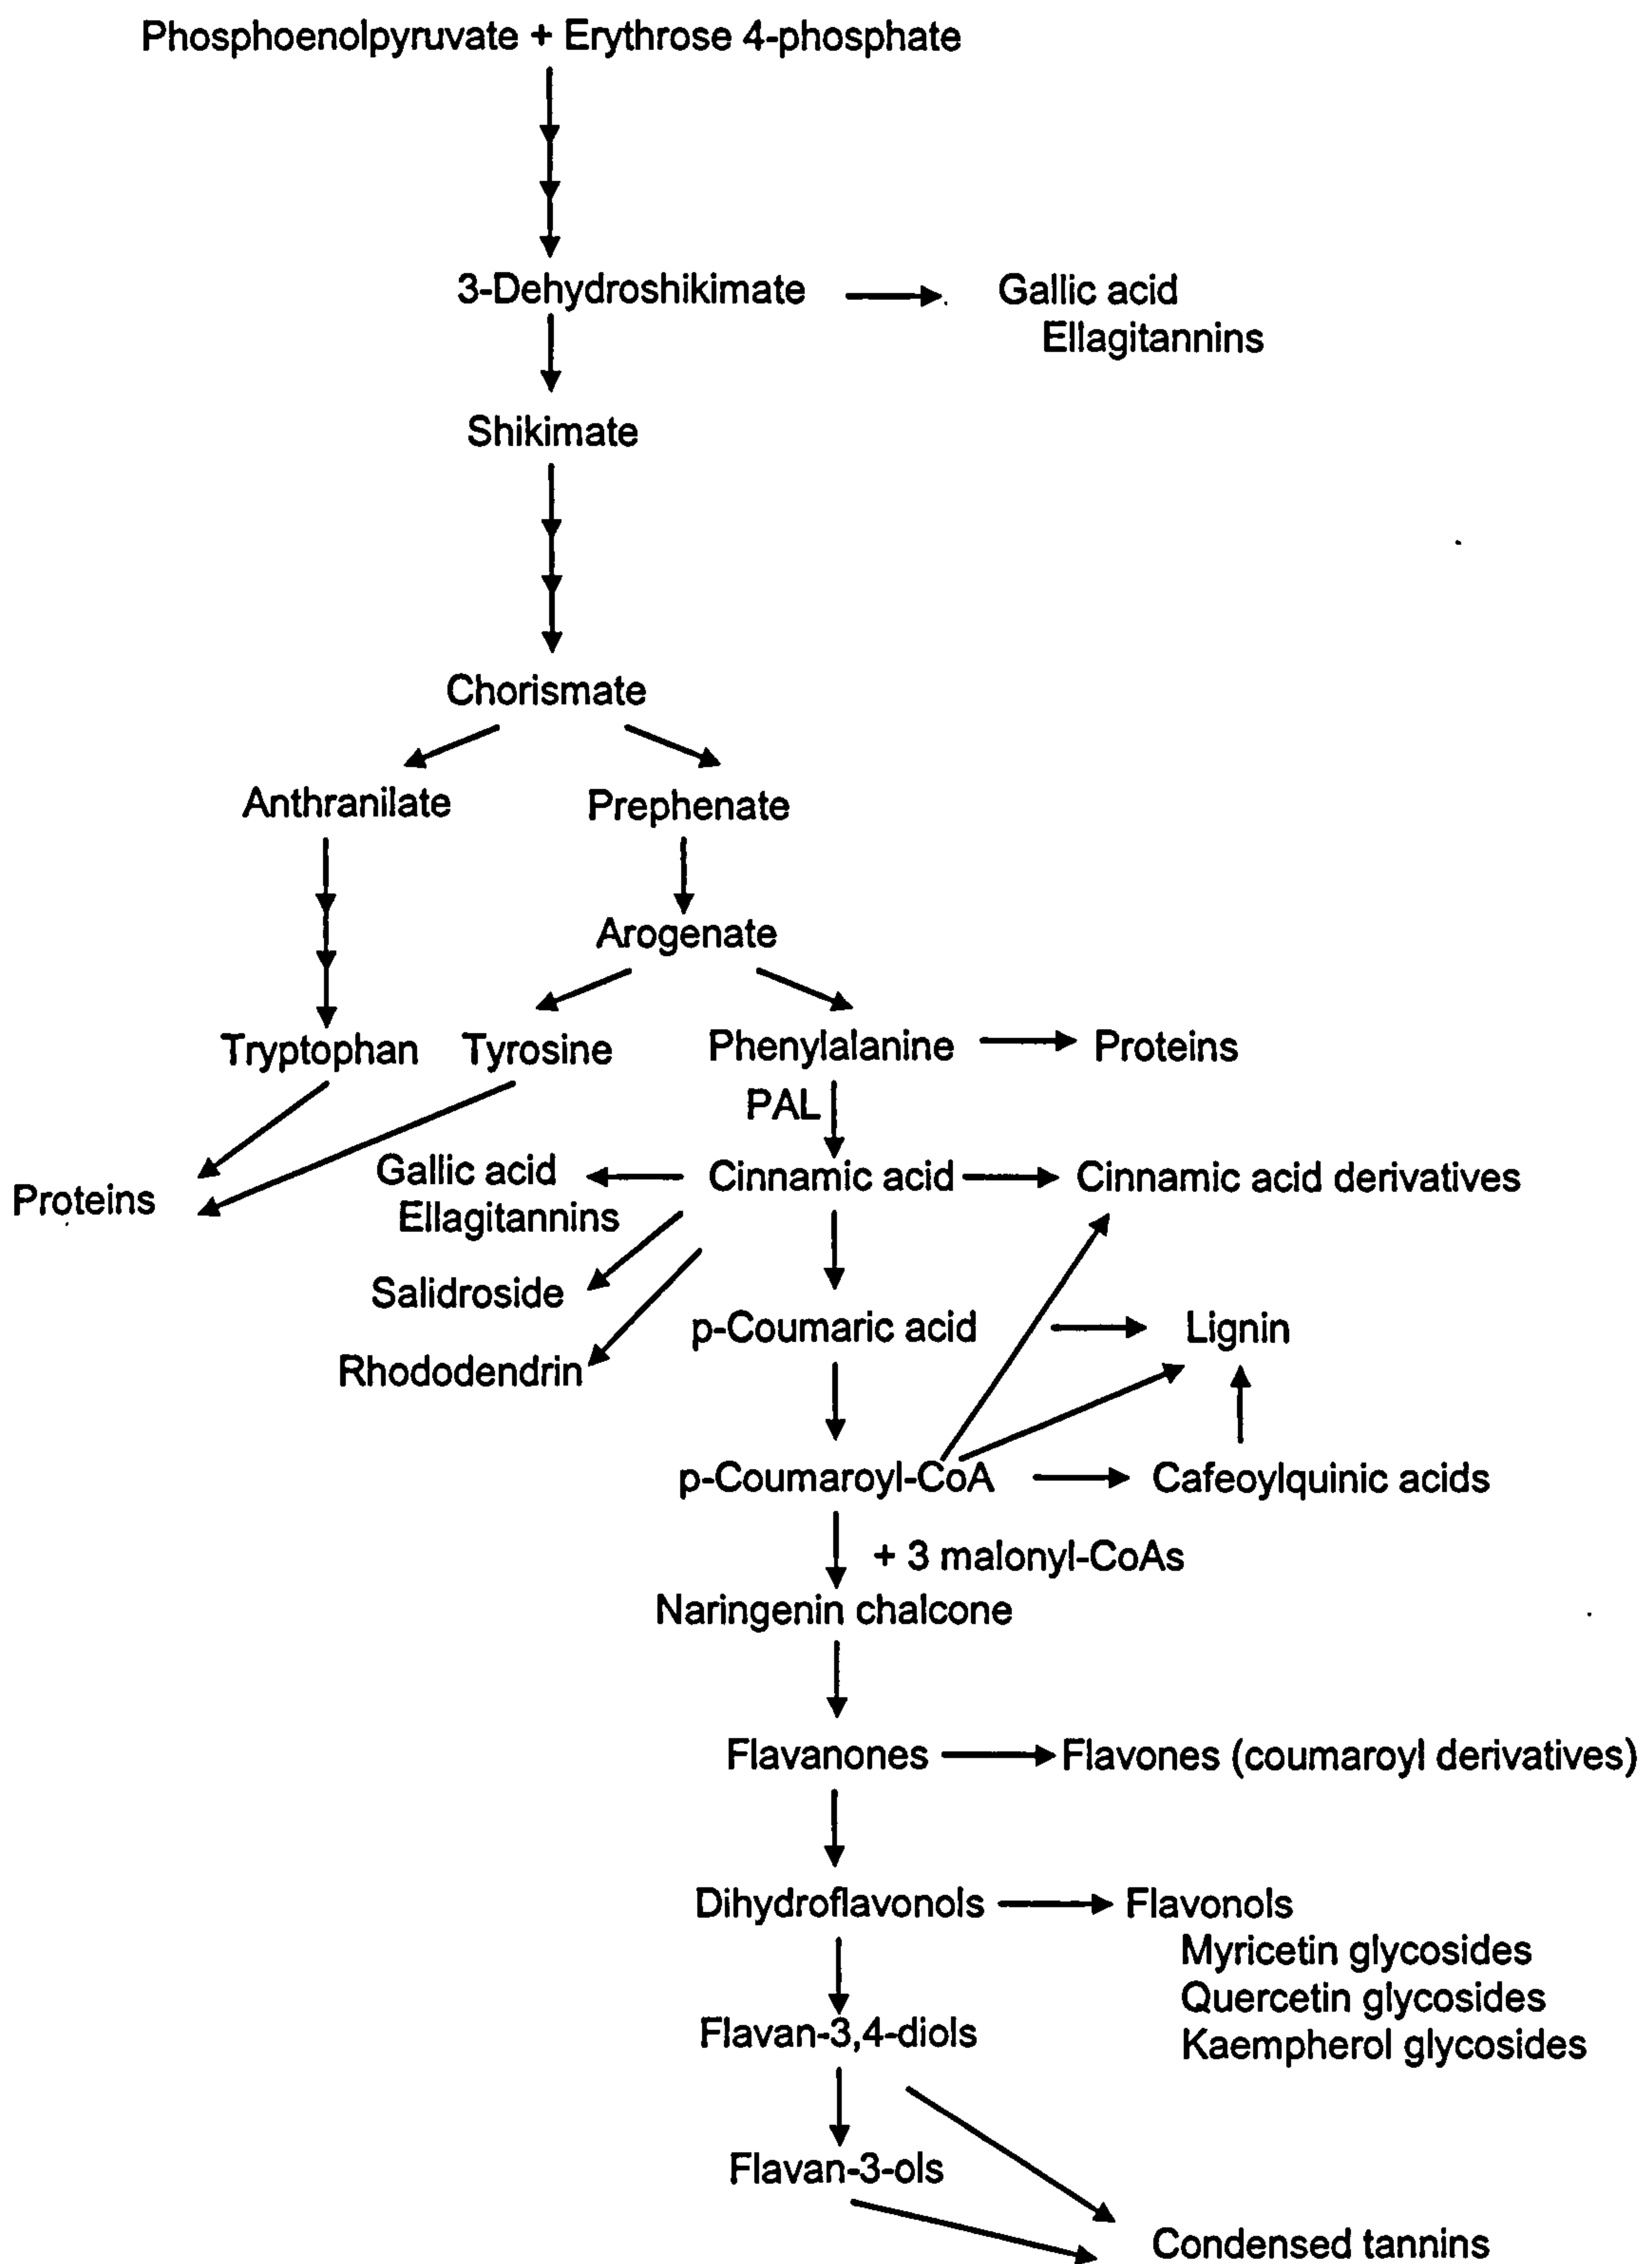 Phosphoenolpyruvate + Erythrose 4-phosphate
3-Dehydroshikimate
Gallic acid
Ellagitannins
Shikimate
Chorismate
Anthranilate
Prephenate
Arogenate
Tryptophan
Tyrosine
Phenylalanine
Proteins
PAL
Proteins
Gallic acid
Ellagitannins
Cinnamic acid
Cinnamic acid derivatives
Salidroside
Rhododendrin
p-Coumaric acid
Lignin
p-Coumaroyl-CoA
Cafeoylquinic acids
+ 3 malonyl-CoAs
Naringenin chalcone
Flavanones
Flavones (coumaroyl derivatives)
Dihydroflavonols
Flavonols
Myricetin glycosides
Quercetin glycosides
Kaempherol glycosides
Flavan-3,4-diols
Flavan-3-ols
Condensed tannins